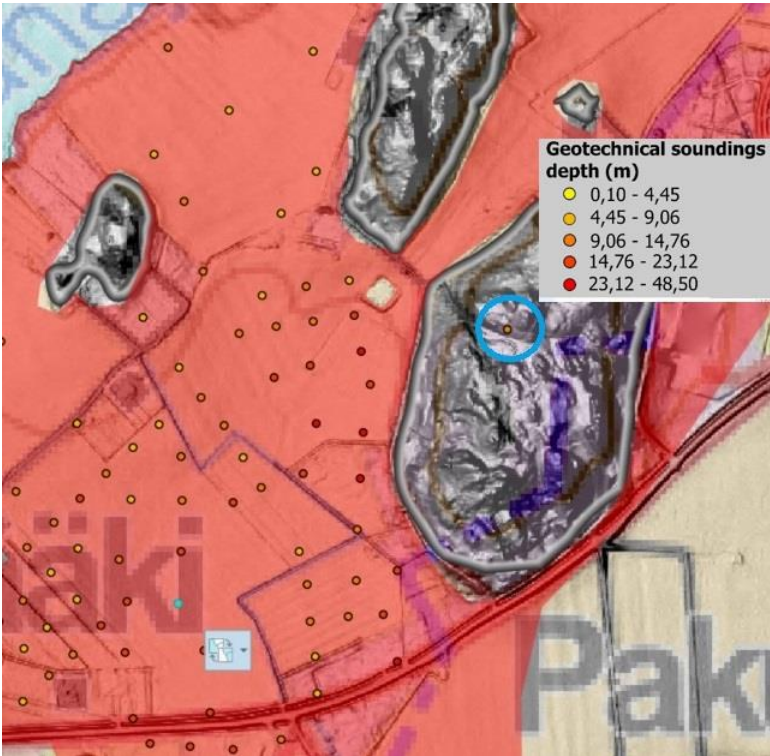 Geotechnical soundings
depth (m)
0,10 - 4,45
4,45 - 9,06
9,06 - 14,76
14,76 - 23,12
23,12 - 48,50
äki
Paku